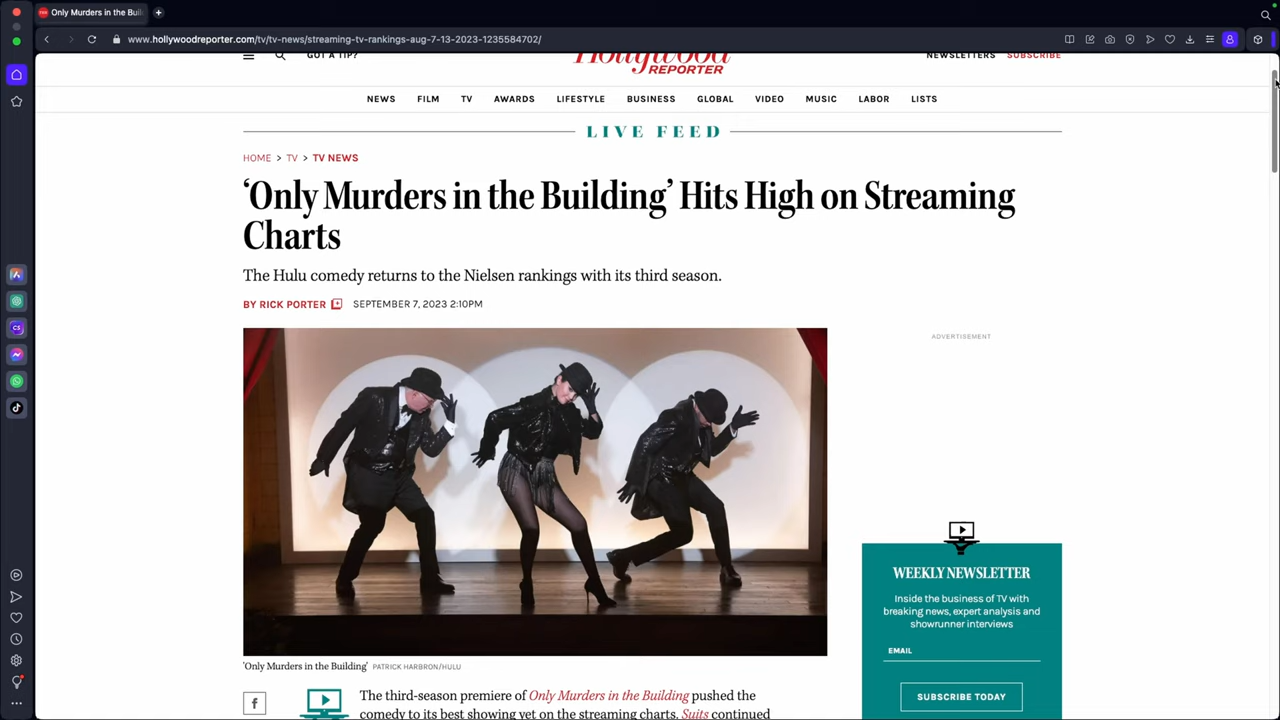 Only Murders in the Buil
www.hollywoodreporter.com/tv/tv-news/streaming-tv-rankings-aug-7-13-2023-1235584702/
GOT A TIP?
Hollywood
REPORTER
NEWSLETTERS
SUBSCRIBE
NEWS FILM TV AWARDS LIFESTYLE BUSINESS GLOBAL VIDEO MUSIC LABOR LISTS
LIVE FEED
HOME > TV > TV NEWS
‘Only Murders in the Building’ Hits High on Streaming
Charts
The Hulu comedy returns to the Nielsen rankings with its third season.
BY RICK PORTER SEPTEMBER 7, 2023 2:10PM
ADVERTISEMENT
WEEKLY NEWSLETTER
Inside the business of TV with
breaking news, expert analysis and
showrunner interviews
EMAIL
SUBSCRIBE TODAY
‘Only Murders in the Building’ PATRICK HARBRON/HULU
The third-season premiere of Only Murders in the Building pushed the
comedy to its best showing yet on the streaming charts. Suits continued